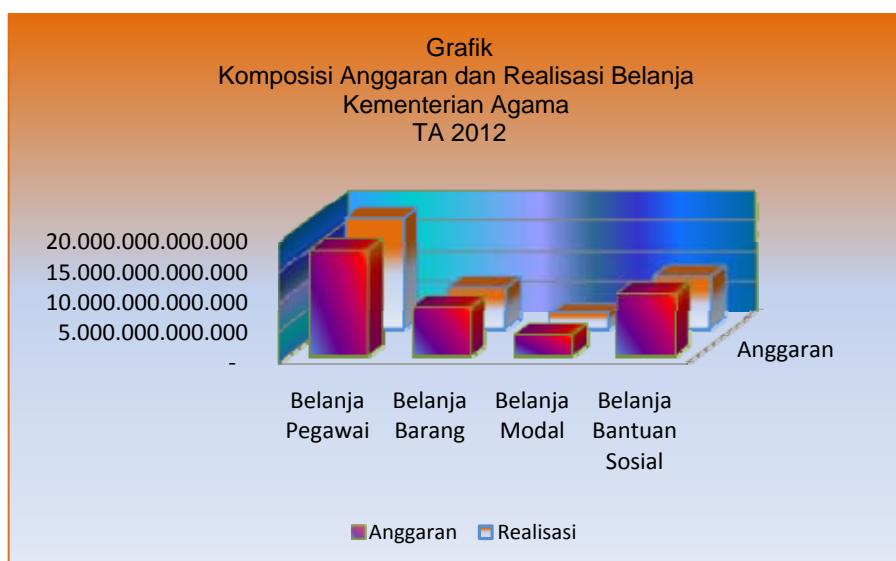 Grafik
Komposisi Anggaran dan Realisasi Belanja
Kementerian Agama
TA 2012
20.000.000.000.000
15.000.000.000.000
10.000.000.000.000
5.000.000.000.000
-
Anggaran
Belanja Pegawai
Belanja Barang
Belanja Modal
Belanja Bantuan Sosial
Anggaran Realisasi